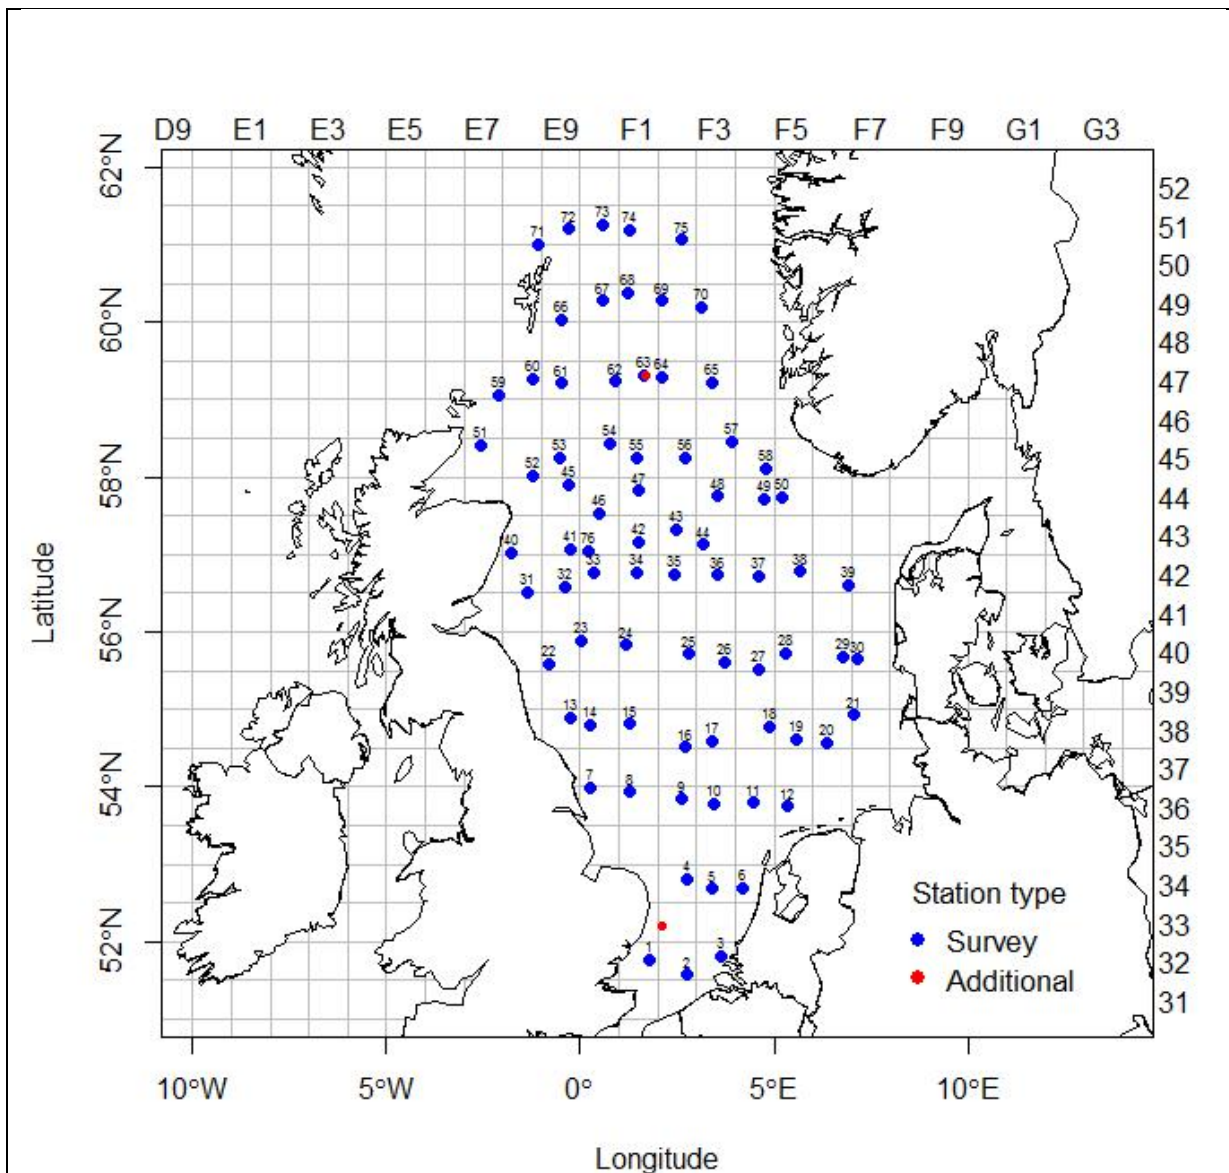 D9 E1 E3 E5 E7 E9 F1 F3 F5 F7 F9 G1 G3
62°N
60°N
58°N
56°N
54°N
52°N
Latitude
52
51
50
49
48
47
46
45
44
43
42
41
40
39
38
37
36
35
34
33
32
31
71 72 73 74 75
66 67 68 69 70
59 60 61 62 63 64 65
51 52 53 54 55 56 57 58
45 46 47 48 49 50
40 41 76 42 43 44
31 32 33 34 35 36 37 38 39
22 23 24 25 26 27 28 29 30
13 14 15 16 17 18 19 20 21
7 8 9 10 11 12
4 5 6
1 2 3
Station type
Survey
Additional
10°W 5°W 0° 5°E 10°E
Longitude